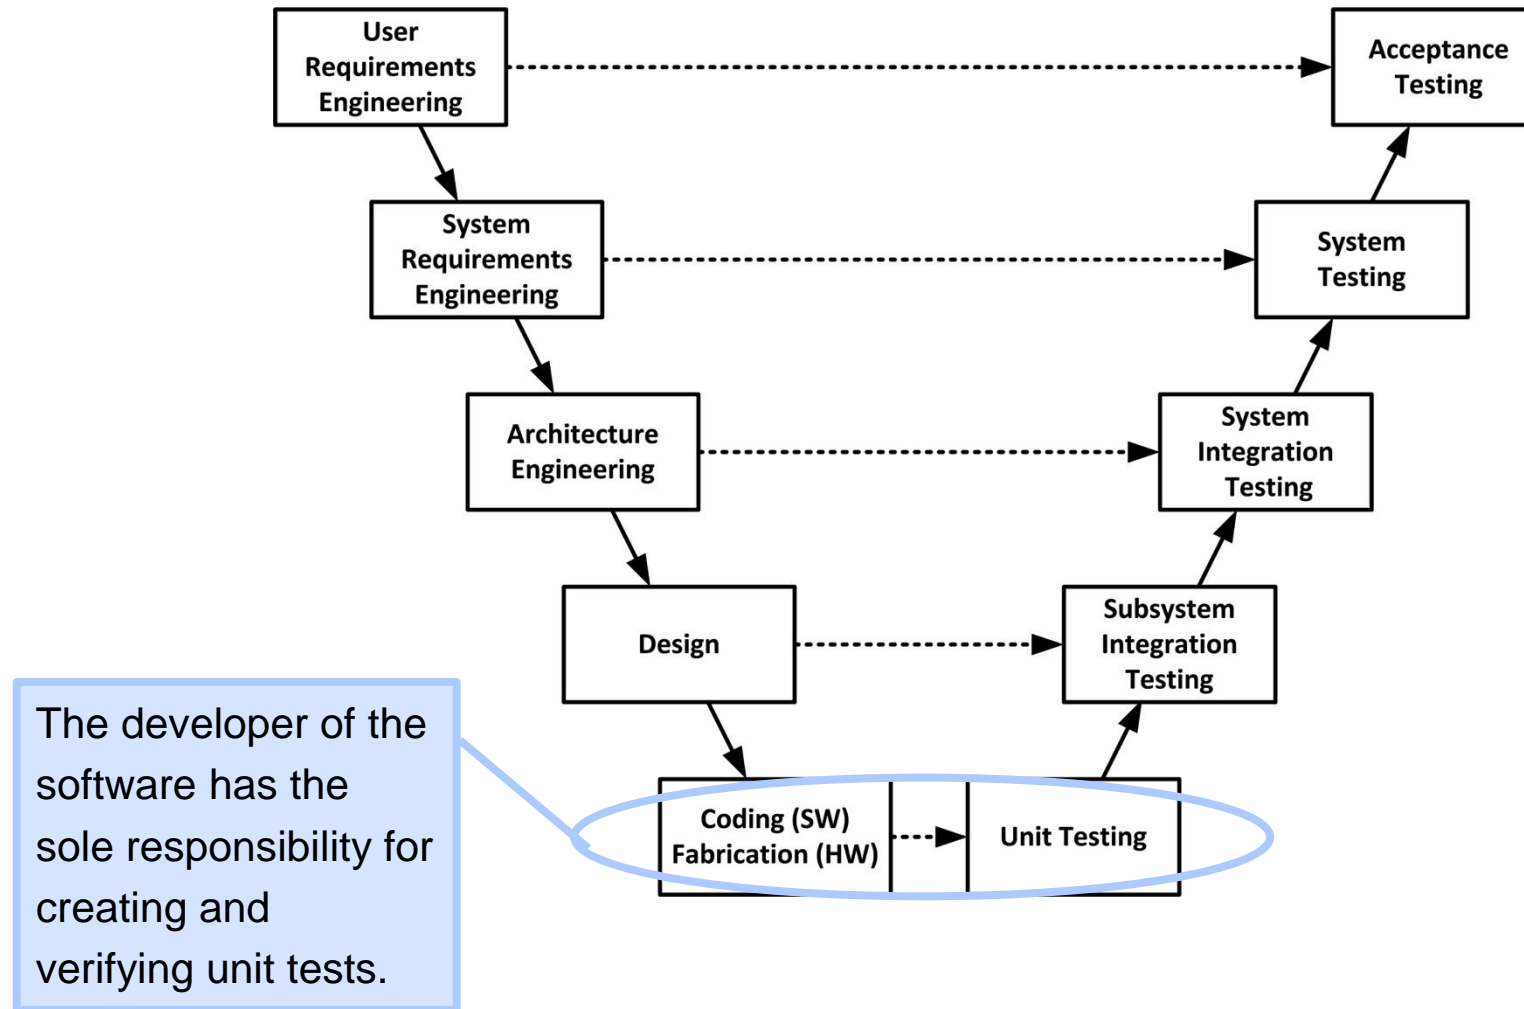 User
Requirements
Engineering
Acceptance
Testing
System
Requirements
Engineering
System
Testing
Architecture
Engineering
System
Integration
Testing
Design
Subsystem
Integration
Testing
The developer of the
software has the
sole responsibility for
creating and
verifying unit tests.
Coding (SW)
Fabrication (HW)
Unit Testing